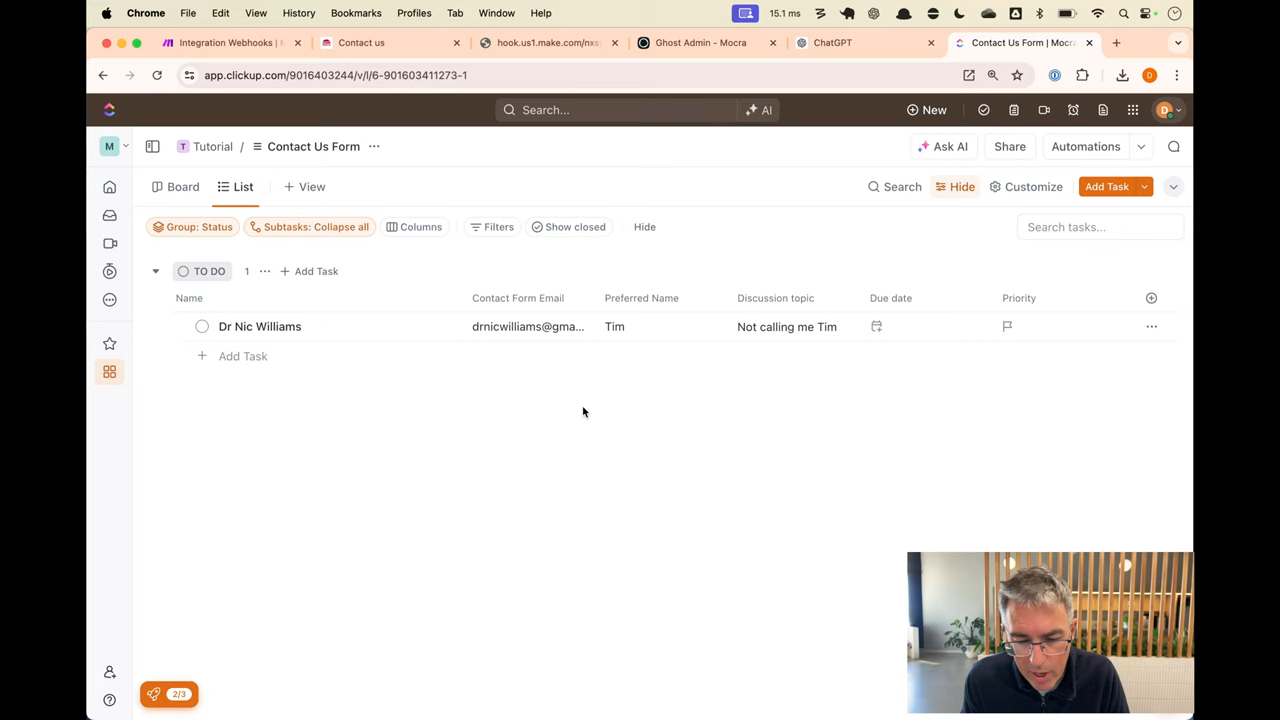 Chrome File Edit View History Bookmarks Profiles Tab Window Help 15.1 ms
Integration Webhooks | Contact us hook.us1.make.com/nxs Ghost Admin - Mocra ChatGPT Contact Us Form | Mocra
app.clickup.com/9016403244/v/l/6-901603411273-1 D
Search... AI New D
M T Tutorial / Contact Us Form ... Ask AI Share Automations
Board List + View Search Hide Customize Add Task
Group: Status Subtasks: Collapse all Columns Filters Show closed Hide Search tasks...
TO DO 1 ... + Add Task
Name Contact Form Email Preferred Name Discussion topic Due date Priority
Dr Nic Williams drnicwilliams@gma... Tim Not calling me Tim ...
+ Add Task
2/3